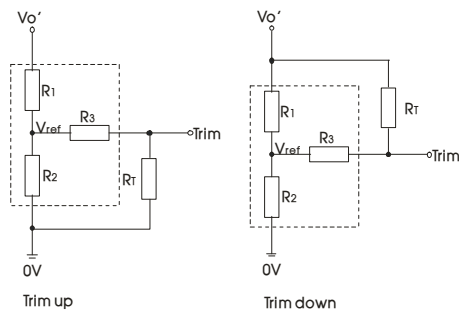 Vo'
R1
Vref
R3
Trim
R2
RT
0V
Trim up
Vo'
R1
RT
Vref
R3
Trim
R2
0V
Trim down